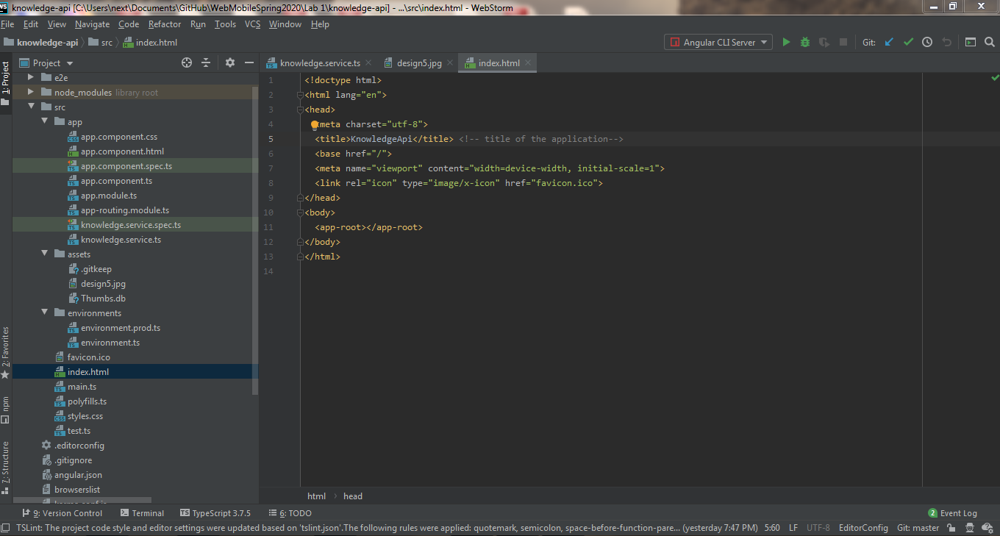 WS knowledge-api [C:\Users\next\Documents\GitHub\WebMobileSpring2020\Lab 1\knowledge-api] - ...\src\index.html - WebStorm
File Edit View Navigate Code Refactor Run Tools VCS Window Help
knowledge-api src index.html Angular CLI Server Git:
1: Project
2: Favorites
npm
7: Structure
Project
e2e
node_modules library root
src
app
app.component.css
app.component.html
app.component.spec.ts
app.component.ts
app.module.ts
app-routing.module.ts
knowledge.service.spec.ts
knowledge.service.ts
assets
.gitkeep
design5.jpg
Thumbs.db
environments
environment.prod.ts
environment.ts
favicon.ico
index.html
main.ts
polyfills.ts
styles.css
test.ts
.editorconfig
.gitignore
angular.json
browserslist
knowledge.service.ts design5.jpg index.html
1 <!doctype html>
2 <html lang="en">
3 <head>
4 meta charset="utf-8">
5 <title>KnowledgeApi</title> <!-- title of the application-->
6 <base href="/">
7 <meta name="viewport" content="width=device-width, initial-scale=1">
8 <link rel="icon" type="image/x-icon" href="favicon.ico">
9 </head>
10 <body>
11 <app-root></app-root>
12 </body>
13 </html>
14
html head
9: Version Control Terminal TypeScript 3.7.5 6: TODO 2 Event Log
TSLint: The project code style and editor settings were updated based on 'tslint.json'.The following rules were applied: quotemark, semicolon, space-before-function-pare... (yesterday 7:47 PM) 5:60 LF UTF-8 EditorConfig Git: master